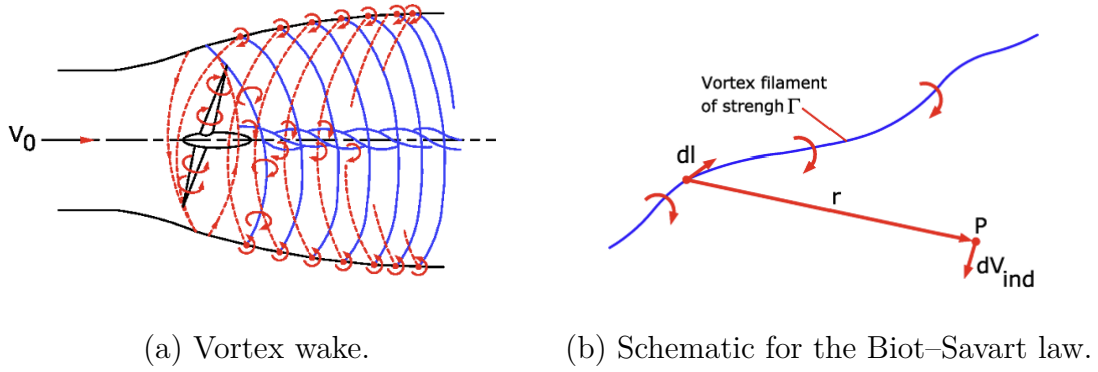 V0
Vortex filament
of strengh Γ
dl
r
P
dVind
(a) Vortex wake.
(b) Schematic for the Biot–Savart law.